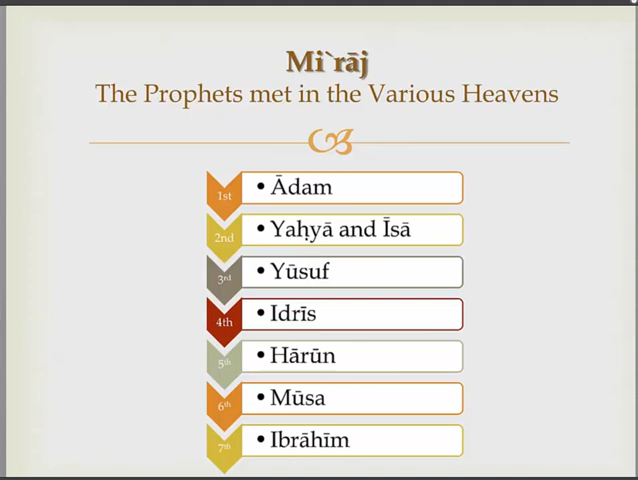 Mi`rāj
The Prophets met in the Various Heavens
1st
• Ādam
2nd
• Yaḥyā and Īsā
3rd
• Yūsuf
4th
• Idrīs
5th
• Hārūn
6th
• Mūsa
7th
• Ibrāhīm